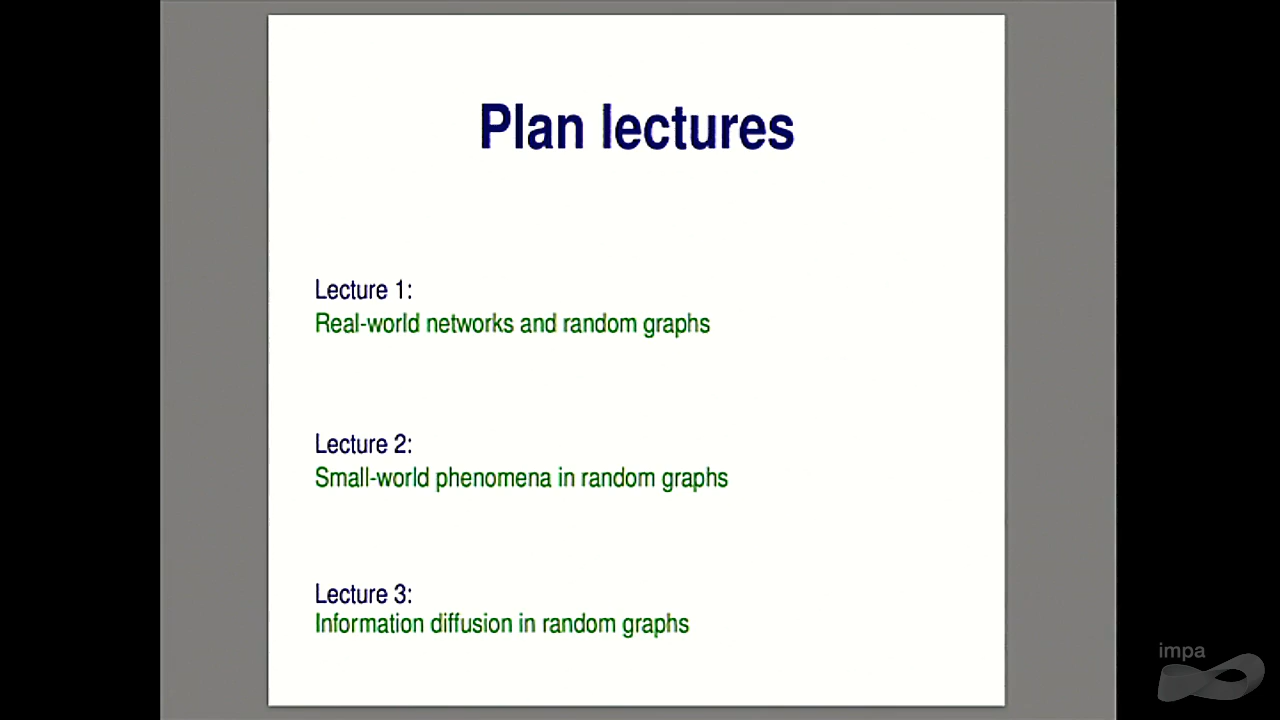 Plan lectures
Lecture 1:
Real-world networks and random graphs
Lecture 2:
Small-world phenomena in random graphs
Lecture 3:
Information diffusion in random graphs
impa